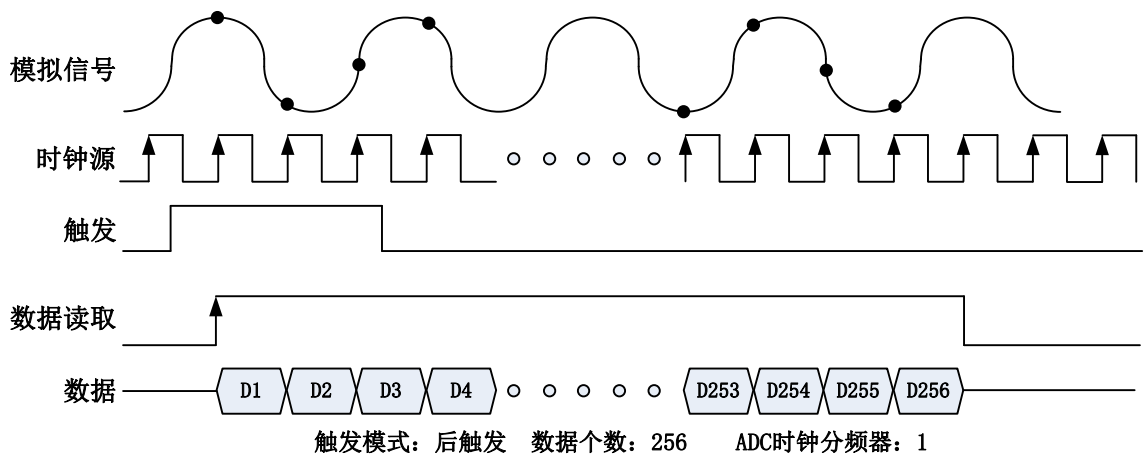 模拟信号
时钟源
触发
数据读取
数据 D1 D2 D3 D4 D253 D254 D255 D256
触发模式：后触发 数据个数：256 ADC时钟分频器：1